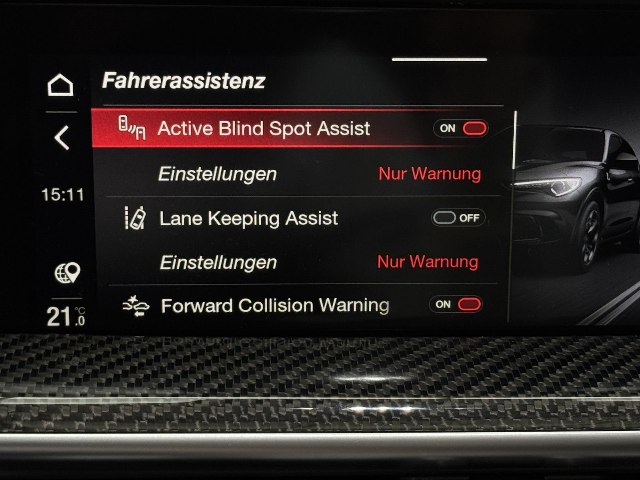 Fahrerassistenz
Active Blind Spot Assist ON
Einstellungen Nur Warnung
15:11
Lane Keeping Assist OFF
Einstellungen Nur Warnung
Forward Collision Warning ON
21.0 °C